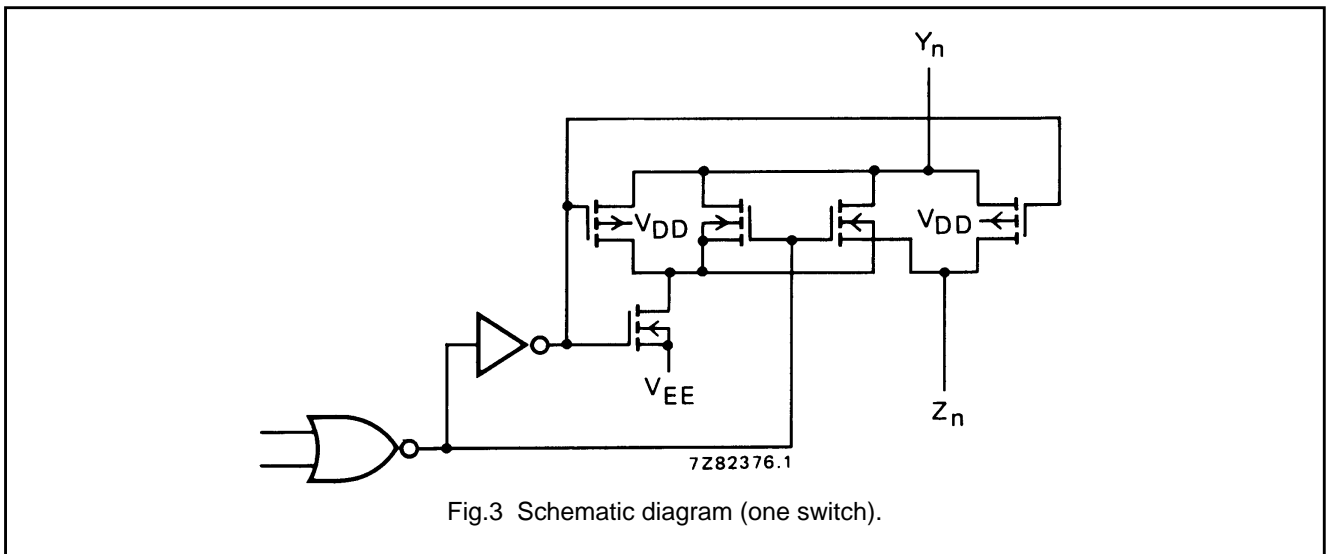 Yn
VDD
VDD
VEE
Zn
7Z82376.1
Fig.3 Schematic diagram (one switch).